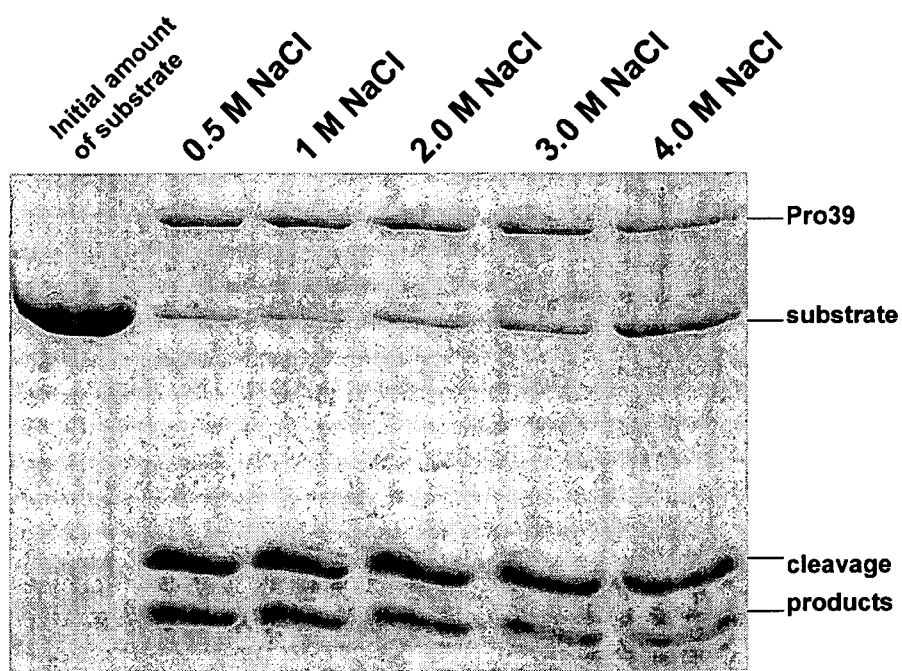 Initial amount
of substrate
0.5 M NaCl
1 M NaCl
2.0 M NaCl
3.0 M NaCl
4.0 M NaCl
Pro39
substrate
cleavage
products